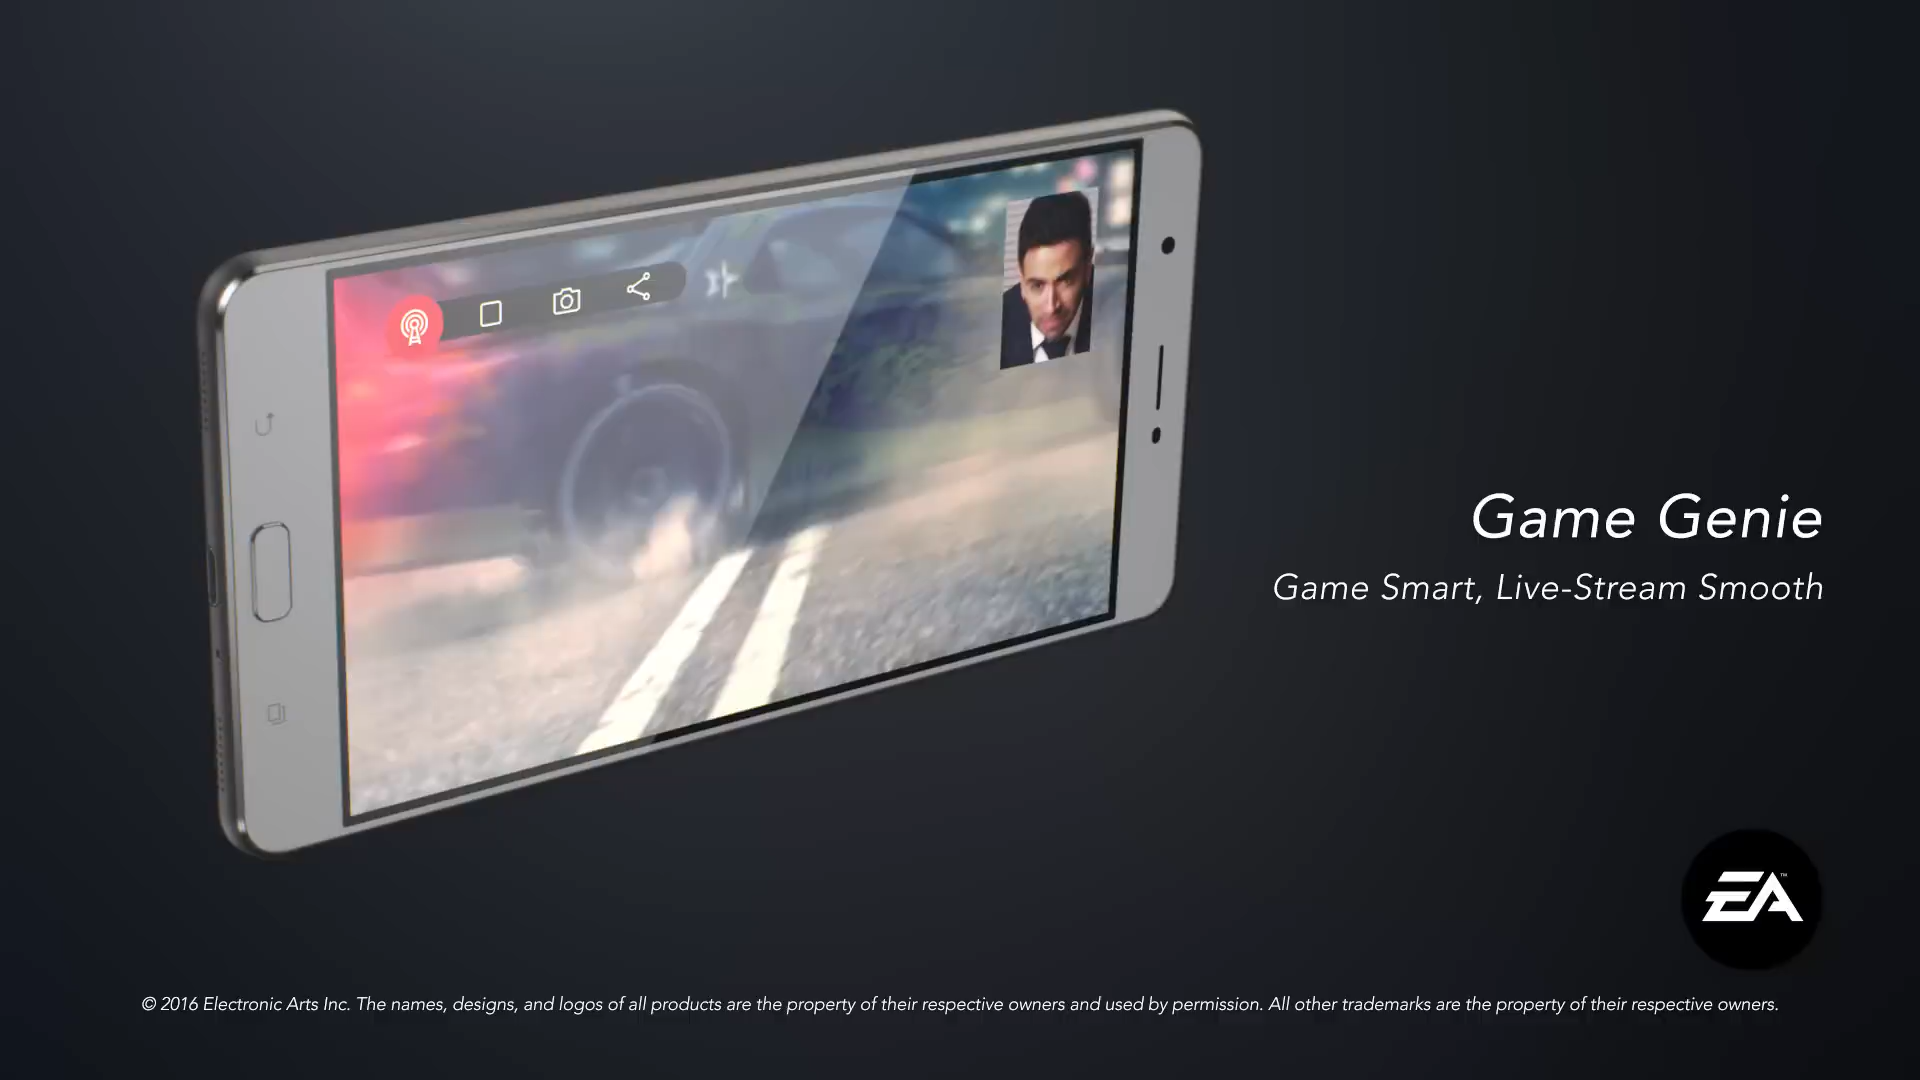 Game Genie
Game Smart, Live-Stream Smooth
EA™
© 2016 Electronic Arts Inc. The names, designs, and logos of all products are the property of their respective owners and used by permission. All other trademarks are the property of their respective owners.